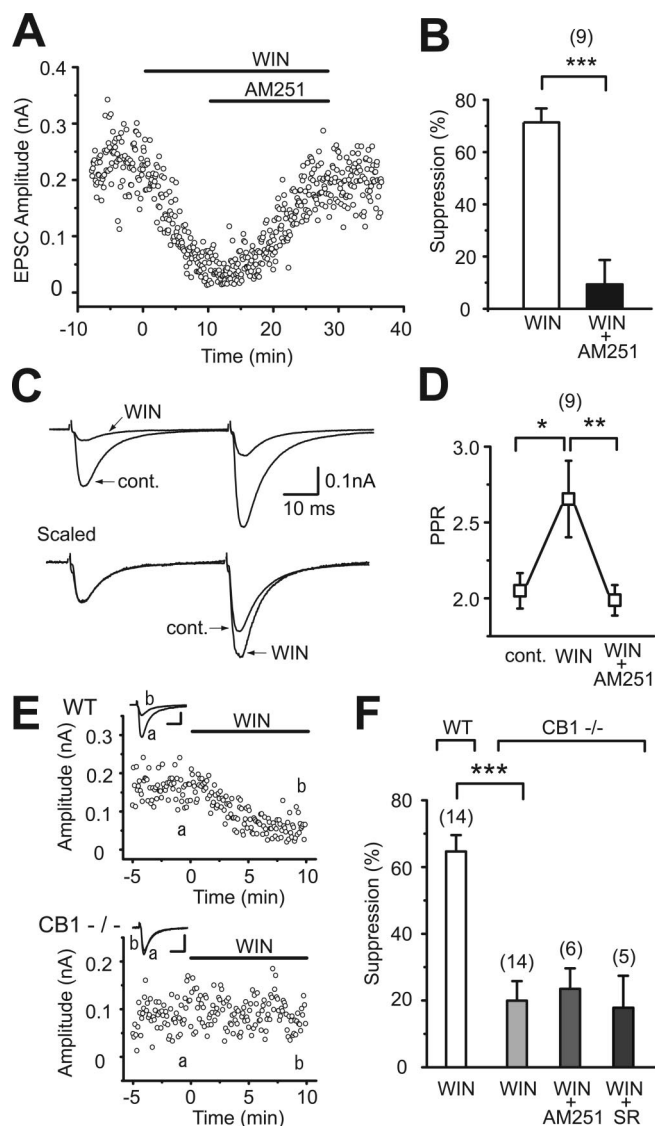 A
WIN
AM251
EPSC Amplitude (nA)
0.4
0.3
0.2
0.1
0
-10 0 10 20 30 40
Time (min)
B
(9)
***
Suppression (%)
80
60
40
20
0
WIN WIN
+
AM251
C
WIN
cont.
0.1nA
10 ms
Scaled
cont.
WIN
D
(9)
* **
PPR
3.0
2.5
2.0
cont. WIN WIN
+
AM251
E
WT
b
a
WIN
Amplitude (nA)
0.3
0.2
0.1
0
a b
-5 0 5 10
Time (min)
CB1 -/-
b a
WIN
Amplitude (nA)
0.2
0.1
0
a b
-5 0 5 10
Time (min)
F
WT CB1 -/-
***
(14) (14) (6) (5)
Suppression (%)
80
60
40
20
0
WIN WIN WIN WIN
+ +
AM251 SR